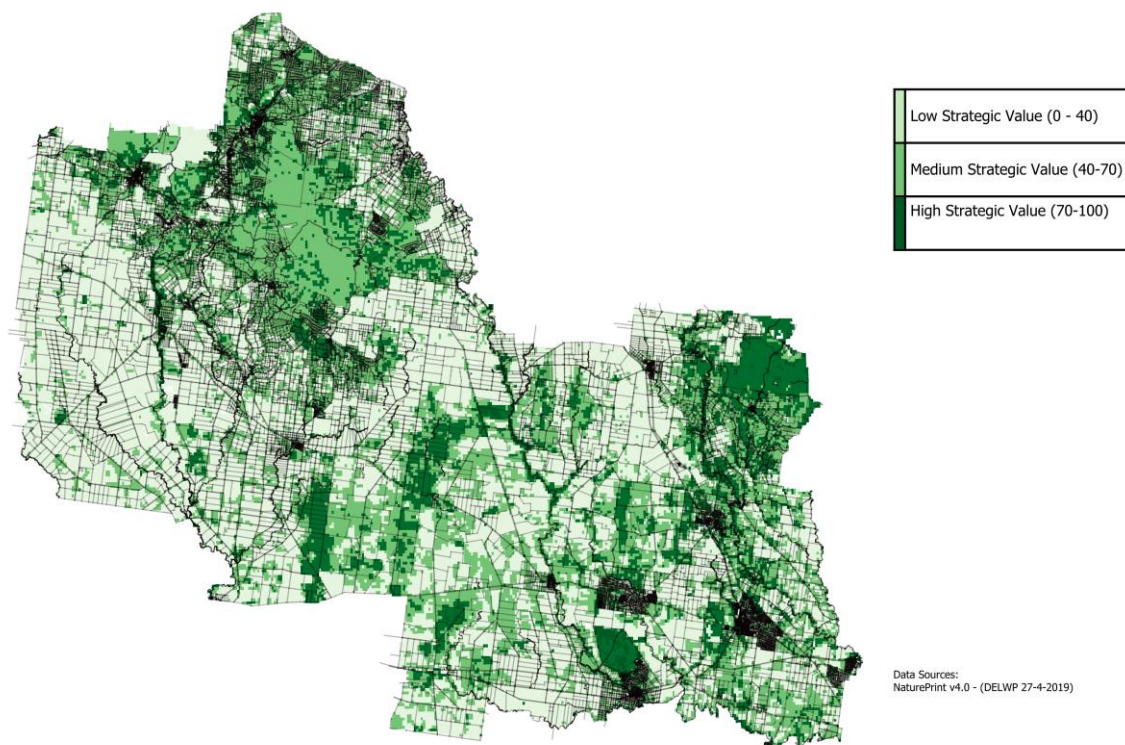 Low Strategic Value (0 - 40)
Medium Strategic Value (40-70)
High Strategic Value (70-100)
Data Sources:
NaturePrint v4.0 - (DELWP 27-4-2019)